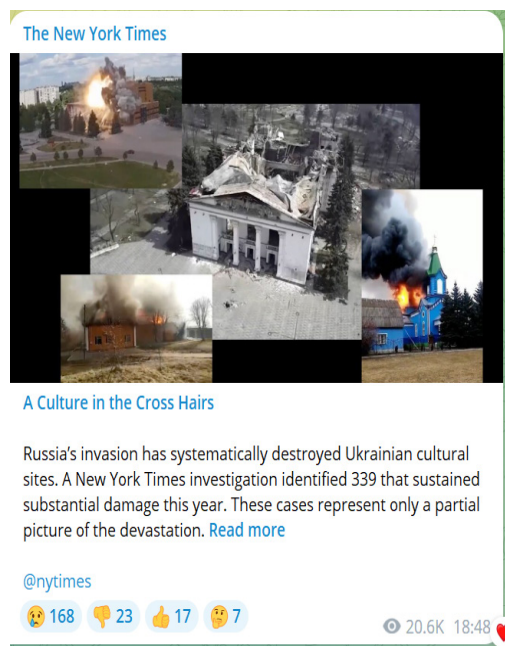 The New York Times
A Culture in the Cross Hairs
Russia’s invasion has systematically destroyed Ukrainian cultural
sites. A New York Times investigation identified 339 that sustained
substantial damage this year. These cases represent only a partial
picture of the devastation. Read more
@nytimes
168 23 17 7
20.6K 18:48